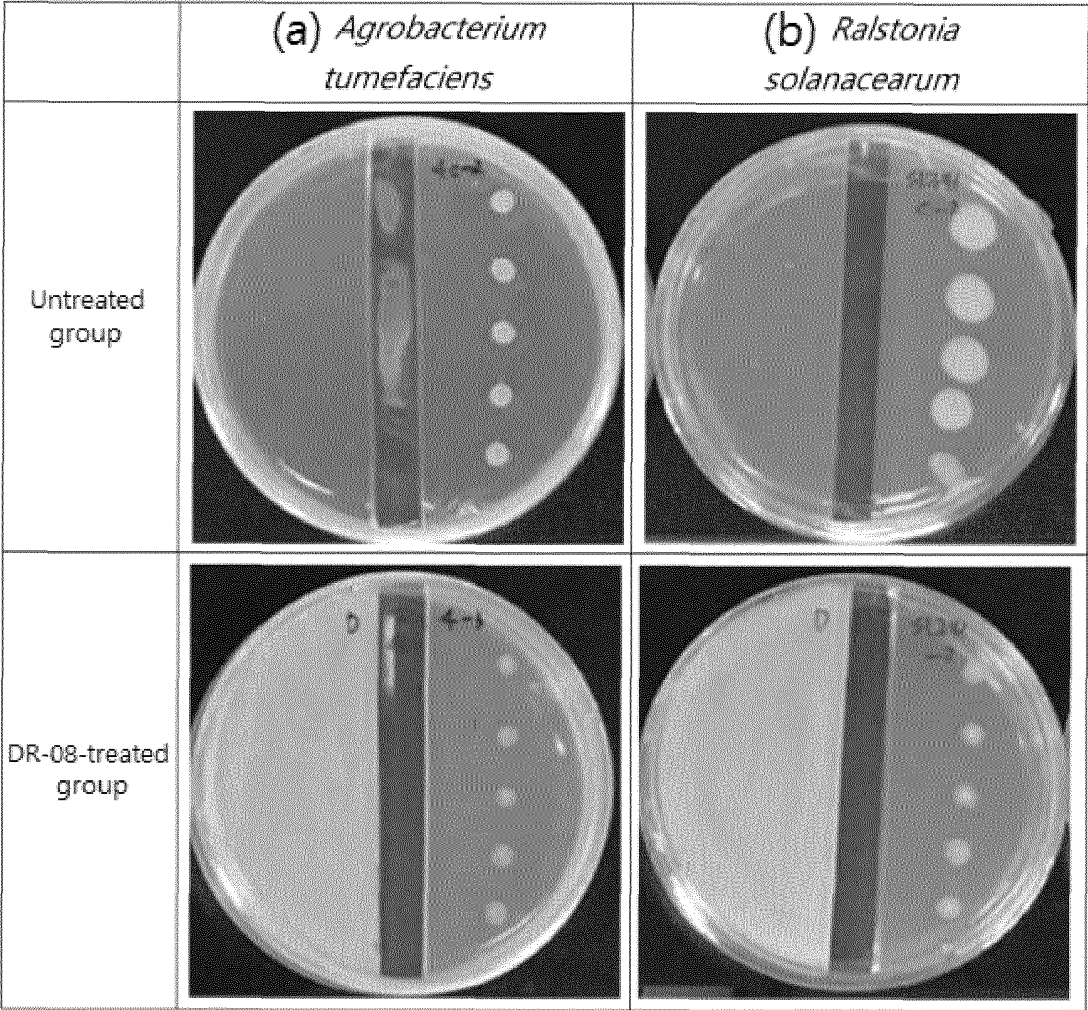 (a) Agrobacterium
tumefaciens
(b) Ralstonia
solanacearum
Untreated
group
D
D
DR-08-treated
group